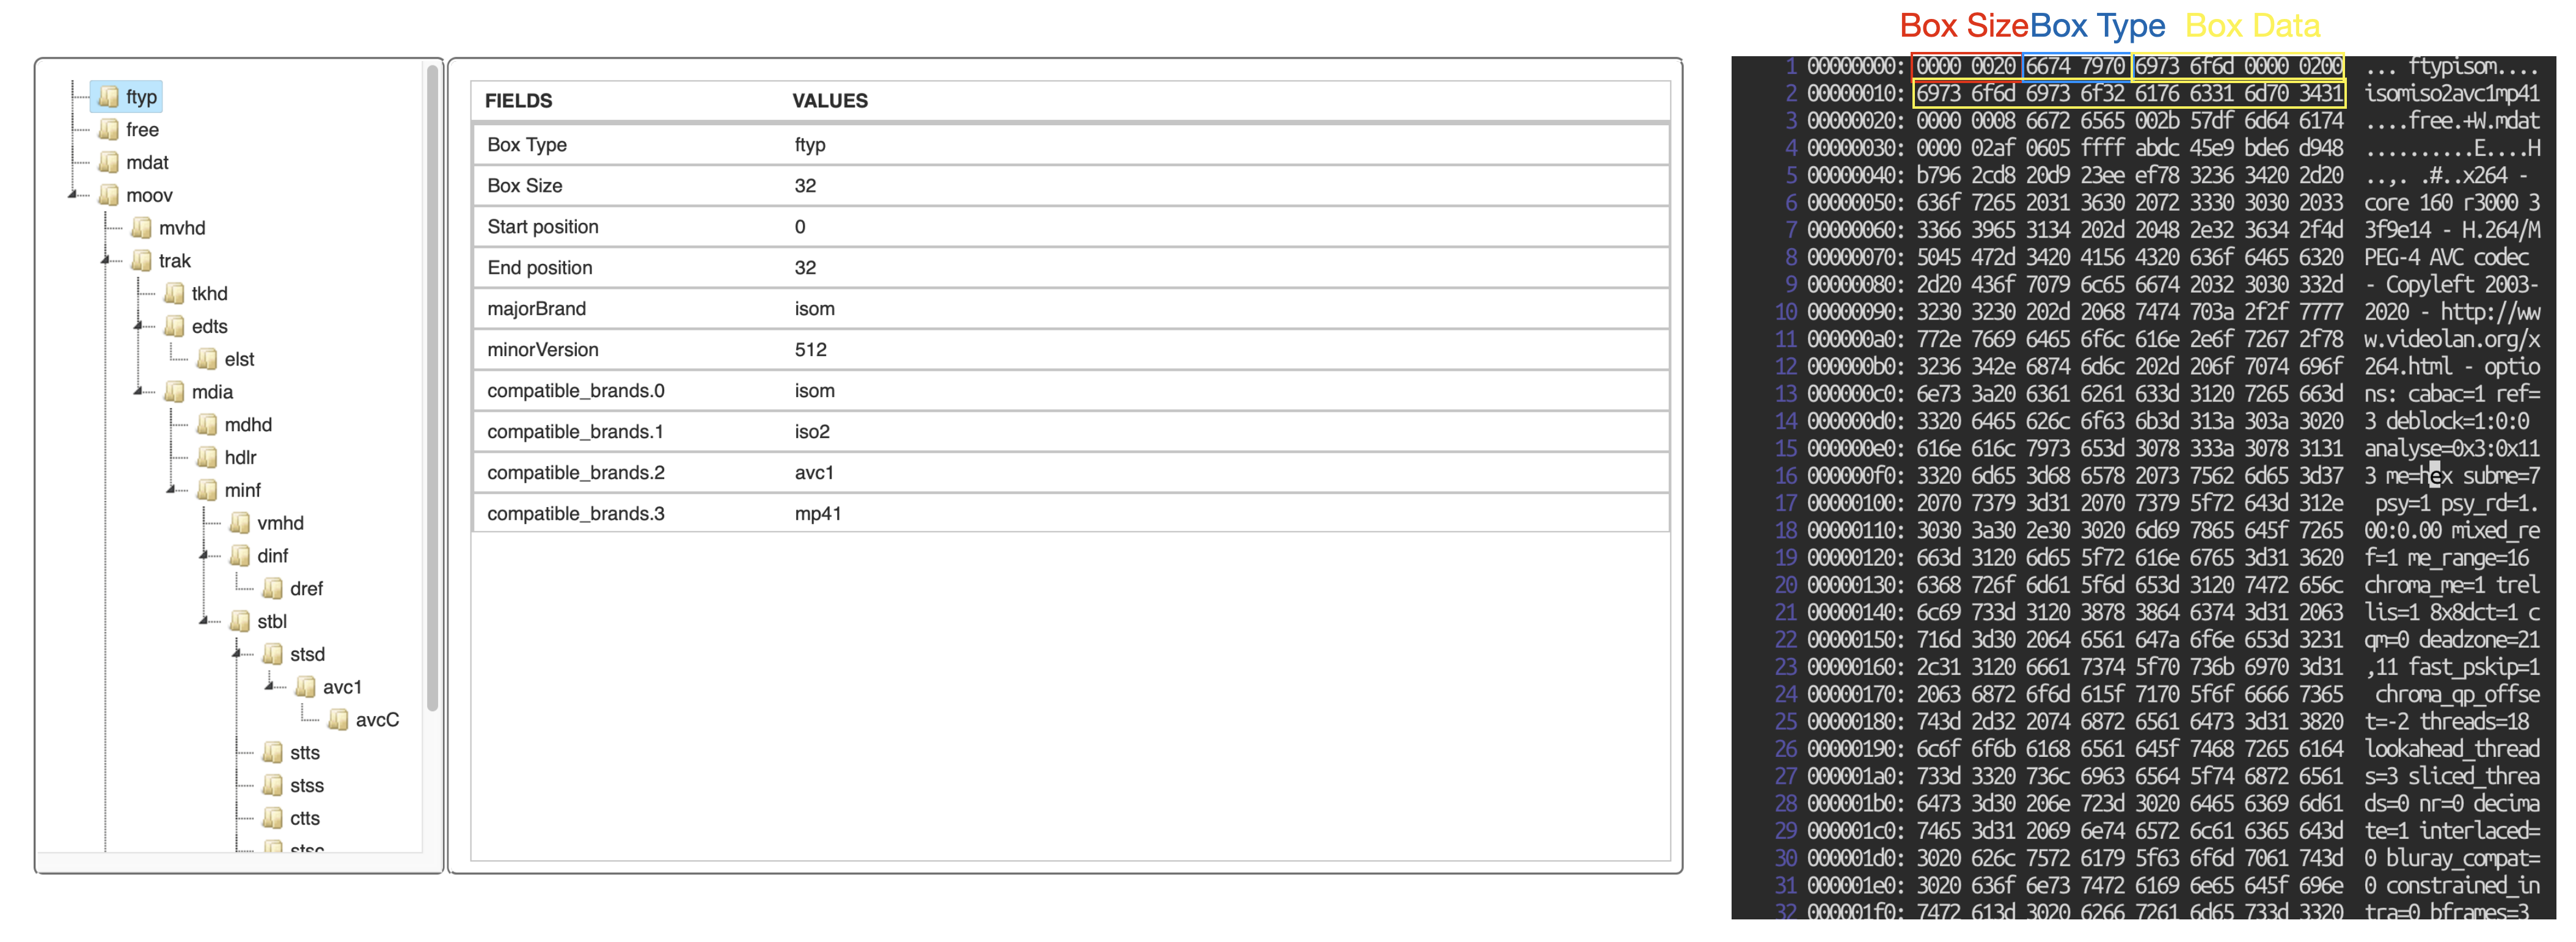 Box Size Box Type Box Data
ftyp
free
mdat
moov
mvhd
trak
tkhd
edts
elst
mdia
mdhd
hdlr
minf
vmhd
dinf
dref
stbl
stsd
avc1
avcC
stts
stss
ctts
stsc
FIELDS VALUES
Box Type ftyp
Box Size 32
Start position 0
End position 32
majorBrand isom
minorVersion 512
compatible_brands.0 isom
compatible_brands.1 iso2
compatible_brands.2 avc1
compatible_brands.3 mp41
1 00000000: 0000 0020 6674 7970 6973 6f6d 0000 0200 ... ftypisom....
2 00000010: 6973 6f6d 6973 6f32 6176 6331 6d70 3431 isomiso2avc1mp41
3 00000020: 0000 0008 6672 6565 002b 57df 6d64 6174 ....free.+W.mdat
4 00000030: 0000 02af 0605 ffff abdc 45e9 bde6 d948 ..........E....H
5 00000040: b796 2cd8 20d9 23ee ef78 3236 3420 2d20 ..,. .#..x264 -
6 00000050: 636f 7265 2031 3630 2072 3330 3030 2033 core 160 r3000 3
7 00000060: 3366 3965 3134 202d 2048 2e32 3634 2f4d 3f9e14 - H.264/M
8 00000070: 5045 472d 3420 4156 4320 636f 6465 6320 PEG-4 AVC codec
9 00000080: 2d20 436f 7079 6c65 6674 2032 3030 332d - Copyleft 2003-
10 00000090: 3230 3230 202d 2068 7474 703a 2f2f 7777 2020 - http://ww
11 000000a0: 772e 7669 6465 6f6c 616e 2e6f 7267 2f78 w.videolan.org/x
12 000000b0: 3236 342e 6874 6d6c 202d 206f 7074 696f 264.html - optio
13 000000c0: 6e73 3a20 6361 6261 633d 3120 7265 663d ns: cabac=1 ref=
14 000000d0: 3320 6465 626c 6f63 6b3d 313a 303a 3020 3 deblock=1:0:0
15 000000e0: 616e 616c 7973 653d 3078 333a 3078 3131 analyse=0x3:0x11
16 000000f0: 3320 6d65 3d68 6578 2073 7562 6d65 3d37 3 me=hex subme=7
17 00000100: 2070 7379 3d31 2070 7379 5f72 643d 312e psy=1 psy_rd=1.
18 00000110: 3030 3a30 2e30 3020 6d69 7865 645f 7265 00:0.00 mixed_re
19 00000120: 663d 3120 6d65 5f72 616e 6765 3d31 3620 f=1 me_range=16
20 00000130: 6368 726f 6d61 5f6d 653d 3120 7472 656c chroma_me=1 trel
21 00000140: 6c69 733d 3120 3878 3864 6374 3d31 2063 lis=1 8x8dct=1 c
22 00000150: 716d 3d30 2064 6561 647a 6f6e 653d 3231 qm=0 deadzone=21
23 00000160: 2c31 3120 6661 7374 5f70 736b 6970 3d31 ,11 fast_pskip=1
24 00000170: 2063 6872 6f6d 615f 7170 5f6f 6666 7365 chroma_qp_offse
25 00000180: 743d 2d32 2074 6872 6561 6473 3d31 3820 t=-2 threads=18
26 00000190: 6c6f 6f6b 6168 6561 645f 7468 7265 6164 lookahead_thread
27 000001a0: 733d 3320 736c 6963 6564 5f74 6872 6561 s=3 sliced_threa
28 000001b0: 6473 3d30 206e 723d 3020 6465 6369 6d61 ds=0 nr=0 decima
29 000001c0: 7465 3d31 2069 6e74 6572 6c61 6365 643d te=1 interlaced=
30 000001d0: 3020 626c 7572 6179 5f63 6f6d 7061 743d 0 bluray_compat=
31 000001e0: 3020 636f 6e73 7472 6169 6e65 645f 696e 0 constrained_in
32 000001f0: 7472 613d 3020 6266 7261 6d65 733d 3320 tra=0 bframes=3